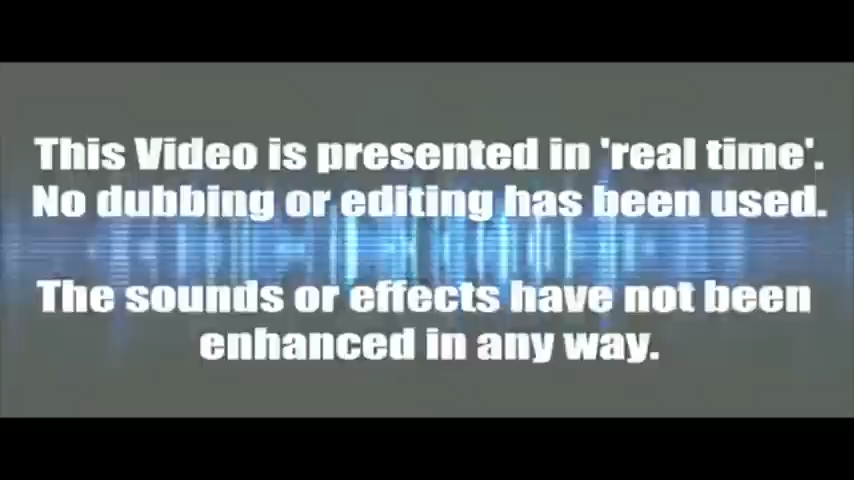 This Video is presented in 'real time'.
No dubbing or editing has been used.
The sounds or effects have not been
enhanced in any way.